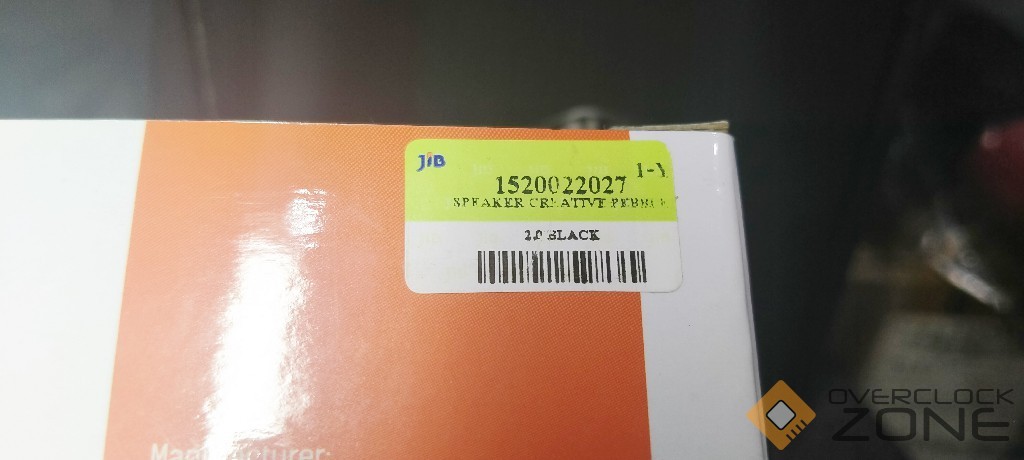 JIB
1-Y
1520022027
SPEAKER CREATIVE PEBBLE
2.0 BLACK
Manufacturer:
OVERCLOCK
ZONE